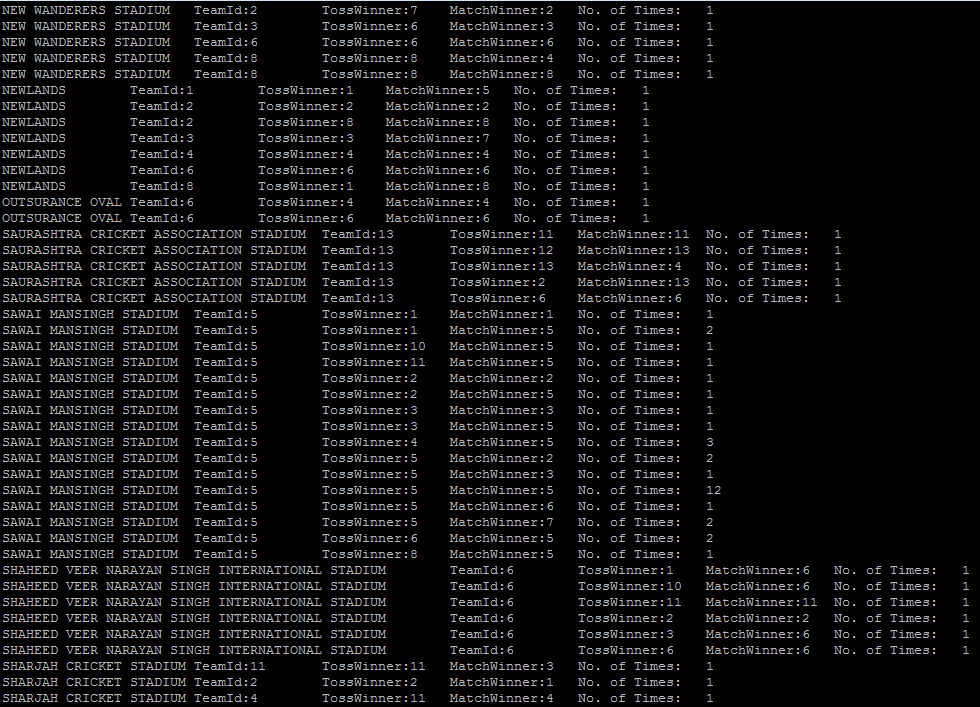 NEW WANDERERS STADIUM TeamId:2 TossWinner:7 MatchWinner:2 No. of Times: 1
NEW WANDERERS STADIUM TeamId:3 TossWinner:6 MatchWinner:3 No. of Times: 1
NEW WANDERERS STADIUM TeamId:6 TossWinner:6 MatchWinner:6 No. of Times: 1
NEW WANDERERS STADIUM TeamId:8 TossWinner:8 MatchWinner:4 No. of Times: 1
NEW WANDERERS STADIUM TeamId:8 TossWinner:8 MatchWinner:8 No. of Times: 1
NEWLANDS TeamId:1 TossWinner:1 MatchWinner:5 No. of Times: 1
NEWLANDS TeamId:2 TossWinner:2 MatchWinner:2 No. of Times: 1
NEWLANDS TeamId:2 TossWinner:8 MatchWinner:8 No. of Times: 1
NEWLANDS TeamId:3 TossWinner:3 MatchWinner:7 No. of Times: 1
NEWLANDS TeamId:4 TossWinner:4 MatchWinner:4 No. of Times: 1
NEWLANDS TeamId:6 TossWinner:6 MatchWinner:6 No. of Times: 1
NEWLANDS TeamId:8 TossWinner:1 MatchWinner:8 No. of Times: 1
OUTSURANCE OVAL TeamId:6 TossWinner:4 MatchWinner:4 No. of Times: 1
OUTSURANCE OVAL TeamId:6 TossWinner:6 MatchWinner:6 No. of Times: 1
SAURASHTRA CRICKET ASSOCIATION STADIUM TeamId:13 TossWinner:11 MatchWinner:11 No. of Times: 1
SAURASHTRA CRICKET ASSOCIATION STADIUM TeamId:13 TossWinner:12 MatchWinner:13 No. of Times: 1
SAURASHTRA CRICKET ASSOCIATION STADIUM TeamId:13 TossWinner:13 MatchWinner:4 No. of Times: 1
SAURASHTRA CRICKET ASSOCIATION STADIUM TeamId:13 TossWinner:2 MatchWinner:13 No. of Times: 1
SAURASHTRA CRICKET ASSOCIATION STADIUM TeamId:13 TossWinner:6 MatchWinner:6 No. of Times: 1
SAWAI MANSINGH STADIUM TeamId:5 TossWinner:1 MatchWinner:1 No. of Times: 1
SAWAI MANSINGH STADIUM TeamId:5 TossWinner:1 MatchWinner:5 No. of Times: 2
SAWAI MANSINGH STADIUM TeamId:5 TossWinner:10 MatchWinner:5 No. of Times: 1
SAWAI MANSINGH STADIUM TeamId:5 TossWinner:11 MatchWinner:5 No. of Times: 1
SAWAI MANSINGH STADIUM TeamId:5 TossWinner:2 MatchWinner:2 No. of Times: 1
SAWAI MANSINGH STADIUM TeamId:5 TossWinner:2 MatchWinner:5 No. of Times: 1
SAWAI MANSINGH STADIUM TeamId:5 TossWinner:3 MatchWinner:3 No. of Times: 1
SAWAI MANSINGH STADIUM TeamId:5 TossWinner:3 MatchWinner:5 No. of Times: 1
SAWAI MANSINGH STADIUM TeamId:5 TossWinner:4 MatchWinner:5 No. of Times: 3
SAWAI MANSINGH STADIUM TeamId:5 TossWinner:5 MatchWinner:2 No. of Times: 2
SAWAI MANSINGH STADIUM TeamId:5 TossWinner:5 MatchWinner:3 No. of Times: 1
SAWAI MANSINGH STADIUM TeamId:5 TossWinner:5 MatchWinner:5 No. of Times: 12
SAWAI MANSINGH STADIUM TeamId:5 TossWinner:5 MatchWinner:6 No. of Times: 1
SAWAI MANSINGH STADIUM TeamId:5 TossWinner:5 MatchWinner:7 No. of Times: 2
SAWAI MANSINGH STADIUM TeamId:5 TossWinner:6 MatchWinner:5 No. of Times: 2
SAWAI MANSINGH STADIUM TeamId:5 TossWinner:8 MatchWinner:5 No. of Times: 1
SHAHEED VEER NARAYAN SINGH INTERNATIONAL STADIUM TeamId:6 TossWinner:1 MatchWinner:6 No. of Times: 1
SHAHEED VEER NARAYAN SINGH INTERNATIONAL STADIUM TeamId:6 TossWinner:10 MatchWinner:6 No. of Times: 1
SHAHEED VEER NARAYAN SINGH INTERNATIONAL STADIUM TeamId:6 TossWinner:11 MatchWinner:11 No. of Times: 1
SHAHEED VEER NARAYAN SINGH INTERNATIONAL STADIUM TeamId:6 TossWinner:2 MatchWinner:2 No. of Times: 1
SHAHEED VEER NARAYAN SINGH INTERNATIONAL STADIUM TeamId:6 TossWinner:3 MatchWinner:6 No. of Times: 1
SHAHEED VEER NARAYAN SINGH INTERNATIONAL STADIUM TeamId:6 TossWinner:6 MatchWinner:6 No. of Times: 1
SHARJAH CRICKET STADIUM TeamId:11 TossWinner:11 MatchWinner:3 No. of Times: 1
SHARJAH CRICKET STADIUM TeamId:2 TossWinner:2 MatchWinner:1 No. of Times: 1
SHARJAH CRICKET STADIUM TeamId:4 TossWinner:11 MatchWinner:4 No. of Times: 1